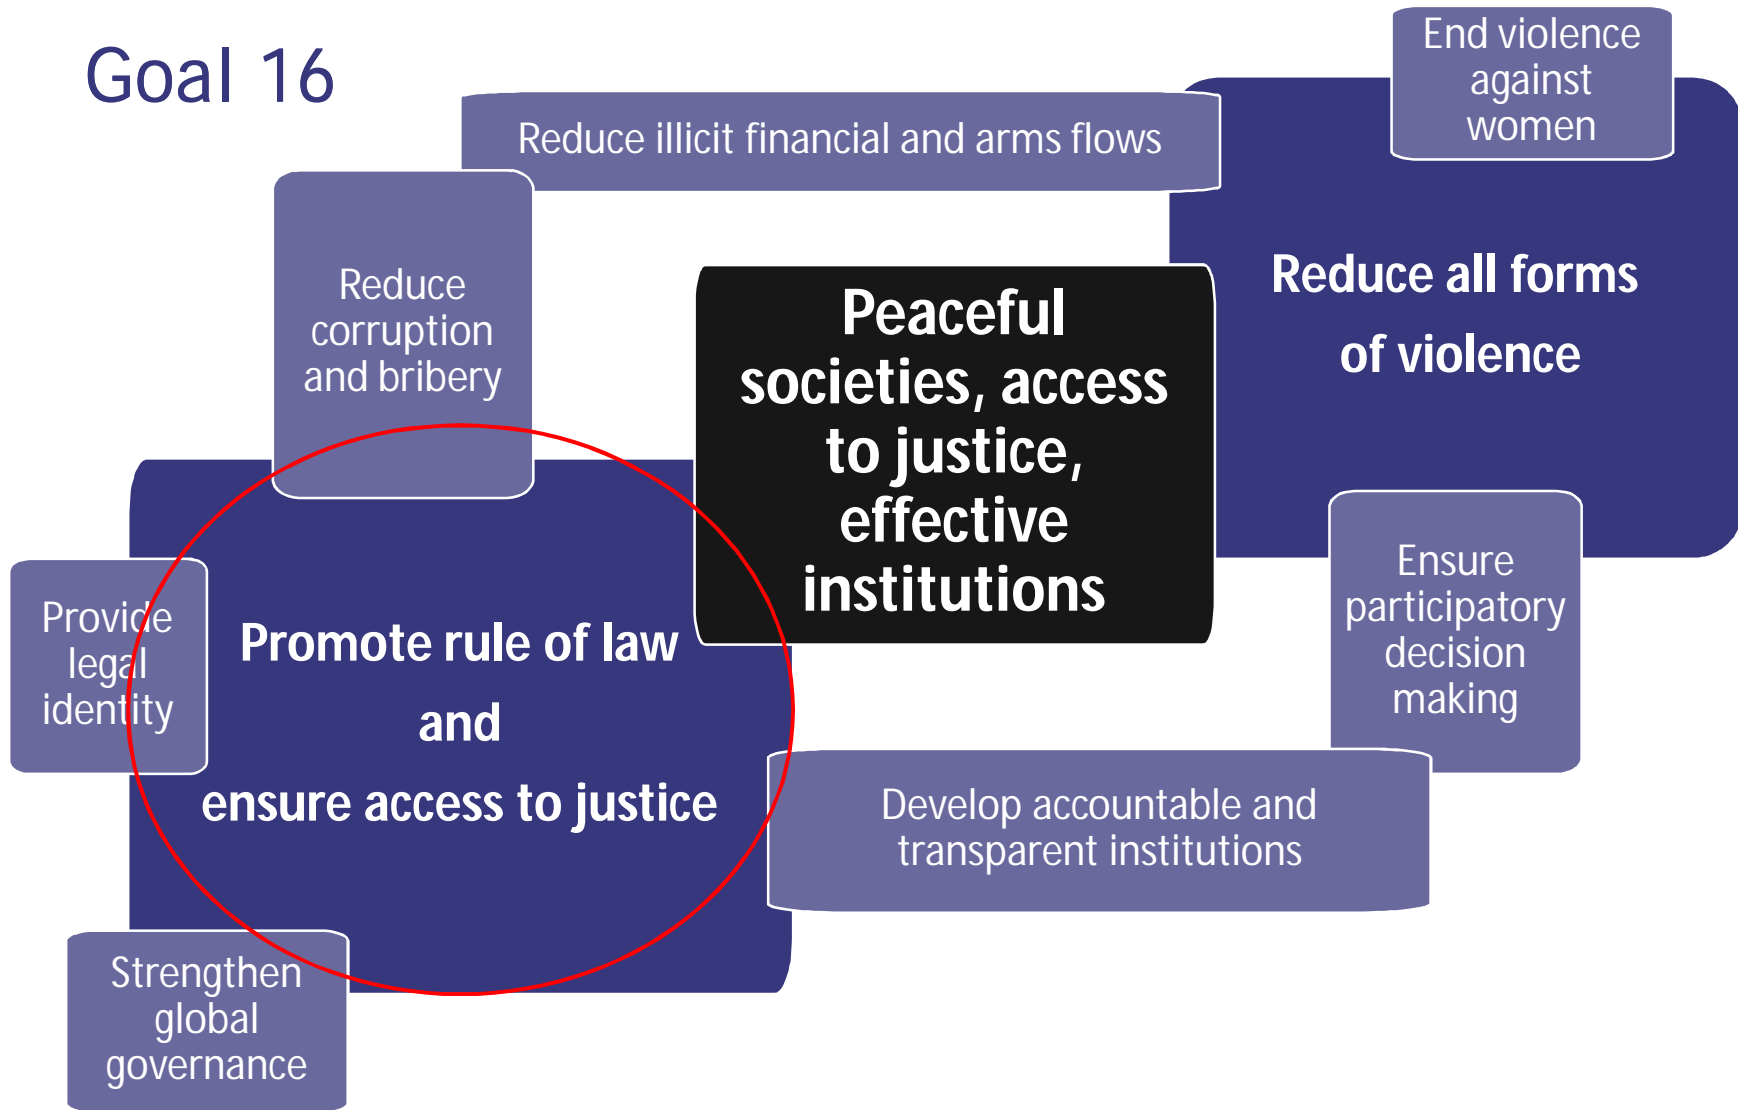 Goal 16
End violence
against
women
Reduce illicit financial and arms flows
Reduce
corruption
and bribery
Peaceful
societies, access
to justice,
effective
institutions
Reduce all forms
of violence
Provide
legal
identity
Promote rule of law
and
ensure access to justice
Ensure
participatory
decision
making
Develop accountable and
transparent institutions
Strengthen
global
governance